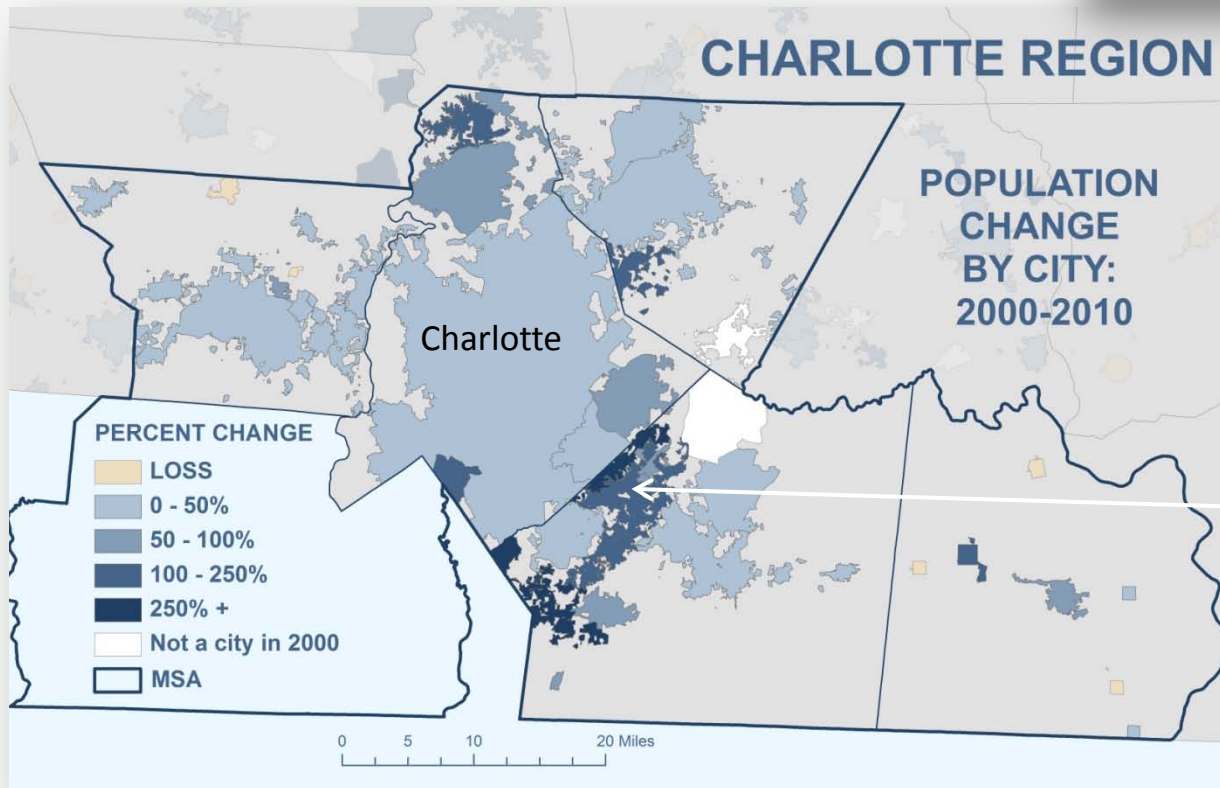 CHARLOTTE REGION
POPULATION
CHANGE
BY CITY:
2000-2010
Charlotte
PERCENT CHANGE
LOSS
0 - 50%
50 - 100%
100 - 250%
250% +
Not a city in 2000
MSA
0 5 10 20 Miles